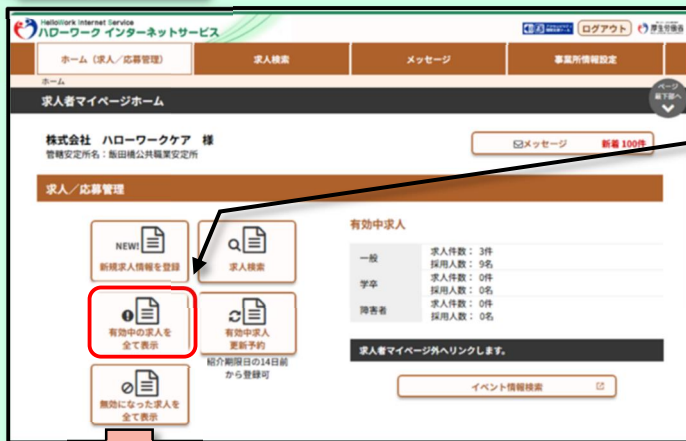 HelloWork Internet Service
ハローワーク インターネットサービス
ログアウト
厚生労働省
ホーム（求人／応募管理）
求人検索
メッセージ
事業所情報設定
ホーム
求人者マイページホーム
ページ
最下部へ
株式会社　ハローワークケア　様
管轄安定所名：飯田橋公共職業安定所
メッセージ　新着 100件
求人／応募管理
NEW!
新規求人情報を登録
求人検索
有効中の求人を
全て表示
有効中求人
更新予約
紹介期限日の14日前
から登録可
無効になった求人を
全て表示
有効中求人
一般
求人件数： 3件
採用人数： 9名
学卒
求人件数： 0件
採用人数： 0名
障害者
求人件数： 0件
採用人数： 0名
求人者マイページ外へリンクします。
イベント情報検索